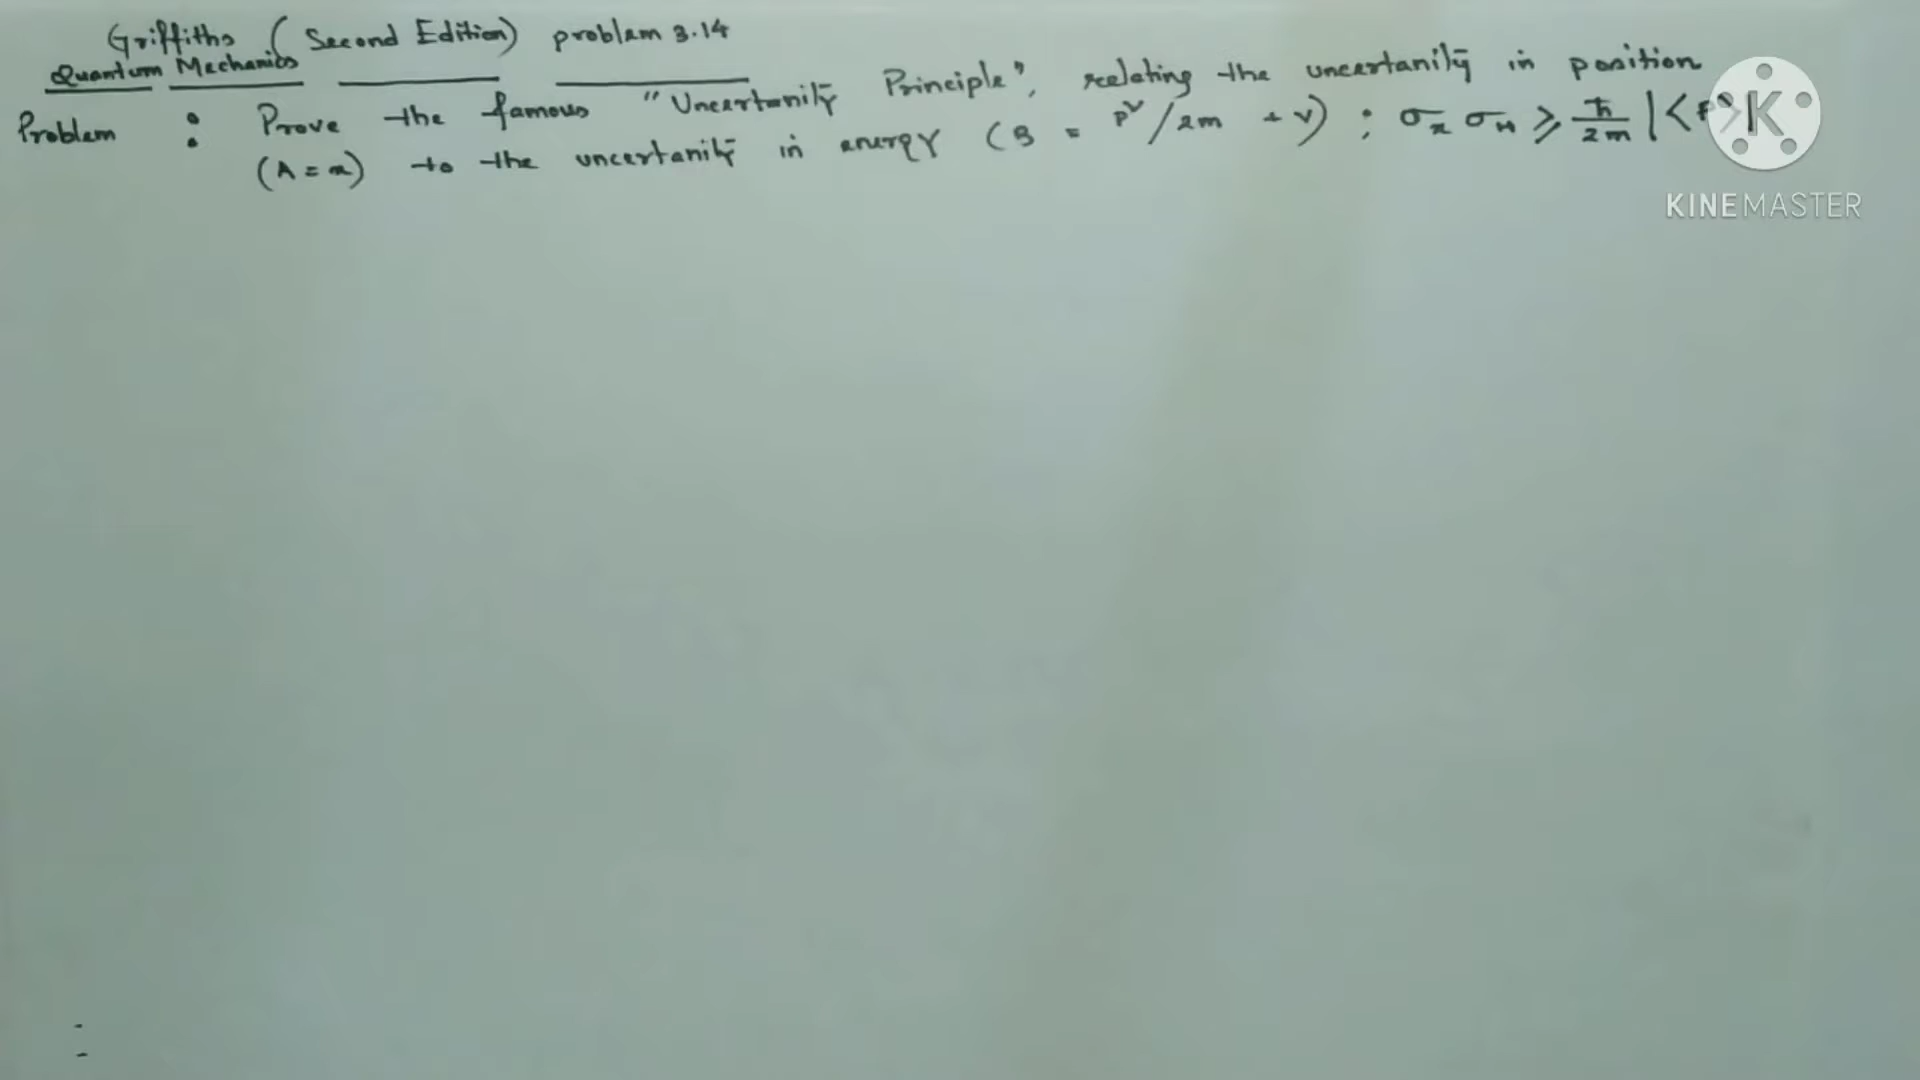 Griffiths (Second Edition) problem 3.14
Quantum Mechanics
Problem : Prove the famous "Uncertanity Principle", relating the uncertanity in position
(A = x) to the uncertanity in energy (B = p²/2m + V) ; σx σH ⩾ ħ/2m |<P>|
KINEMASTER